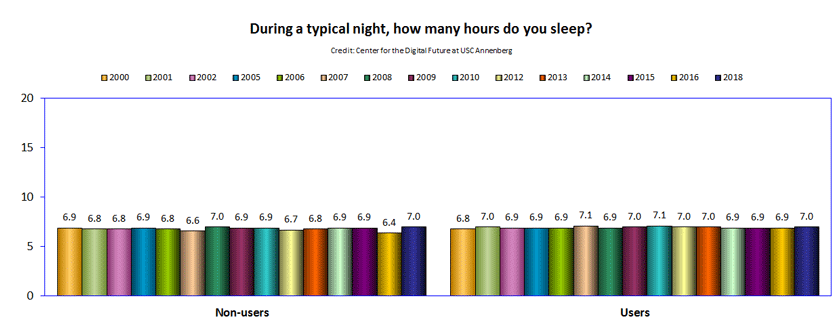 During a typical night, how many hours do you sleep?
Credit: Center for the Digital Future at USC Annenberg
2000 2001 2002 2005 2006 2007 2008 2009 2010 2012 2013 2014 2015 2016 2018
20
15
10
5
0
6.9 6.8 6.8 6.9 6.8 6.6 7.0 6.9 6.9 6.7 6.8 6.9 6.9 6.4 7.0
6.8 7.0 6.9 6.9 6.9 7.1 6.9 7.0 7.1 7.0 7.0 6.9 6.9 6.9 7.0
Non-users Users